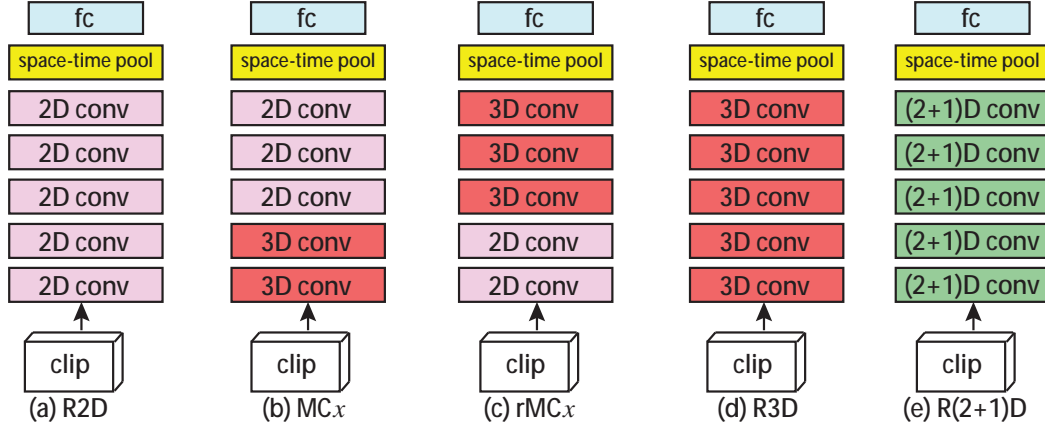 fc fc fc fc fc
space-time pool space-time pool space-time pool space-time pool space-time pool
2D conv 2D conv 3D conv 3D conv (2+1)D conv
2D conv 2D conv 3D conv 3D conv (2+1)D conv
2D conv 2D conv 3D conv 3D conv (2+1)D conv
2D conv 3D conv 2D conv 3D conv (2+1)D conv
2D conv 3D conv 2D conv 3D conv (2+1)D conv
clip clip clip clip clip
(a) R2D (b) MCx (c) rMCx (d) R3D (e) R(2+1)D